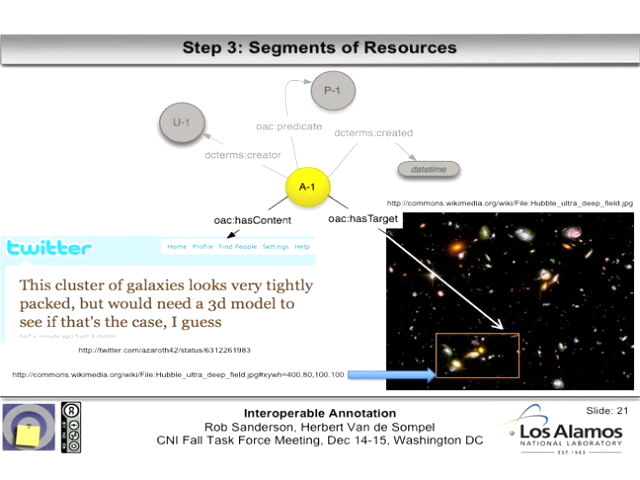 Step 3: Segments of Resources
P-1
U-1
oac:predicate
dcterms:created
dcterms:creator
datetime
A-1
http://commons.wikimedia.org/wiki/File:Hubble_ultra_deep_field.jpg
oac:hasContent
oac:hasTarget
twitter
Home Profile Find People Settings Help
This cluster of galaxies looks very tightly
packed, but would need a 3d model to
see if that's the case, I guess
http://twitter.com/azaroth42/status/6312261983
http://commons.wikimedia.org/wiki/File:Hubble_ultra_deep_field.jpg#xywh=400,80,100,100
Interoperable Annotation
Rob Sanderson, Herbert Van de Sompel
CNI Fall Task Force Meeting, Dec 14-15, Washington DC
Slide: 21
Los Alamos
NATIONAL LABORATORY
EST.1943